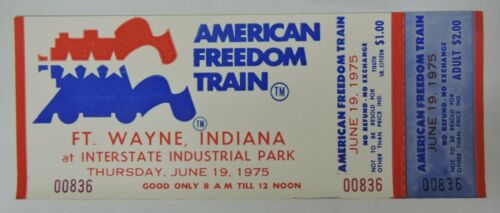 AMERICAN
FREEDOM
TRAIN
TM
TM
FT. WAYNE, INDIANA
at INTERSTATE INDUSTRIAL PARK
THURSDAY, JUNE 19, 1975
00836 GOOD ONLY 8 AM TILL 12 NOON
AMERICAN FREEDOM TRAIN
JUNE 19, 1975
NO REFUND - NO EXCHANGE
NOT TO BE RESOLD FOR MORE
THAN PRICE IND.
YOUTH
SR. CITIZEN $1.00
00836
AMERICAN FREEDOM TRAIN
JUNE 19, 1975
NO REFUND - NO EXCHANGE
NOT TO BE RESOLD FOR MORE
THAN PRICE IND.
ADULT $2.00
00836